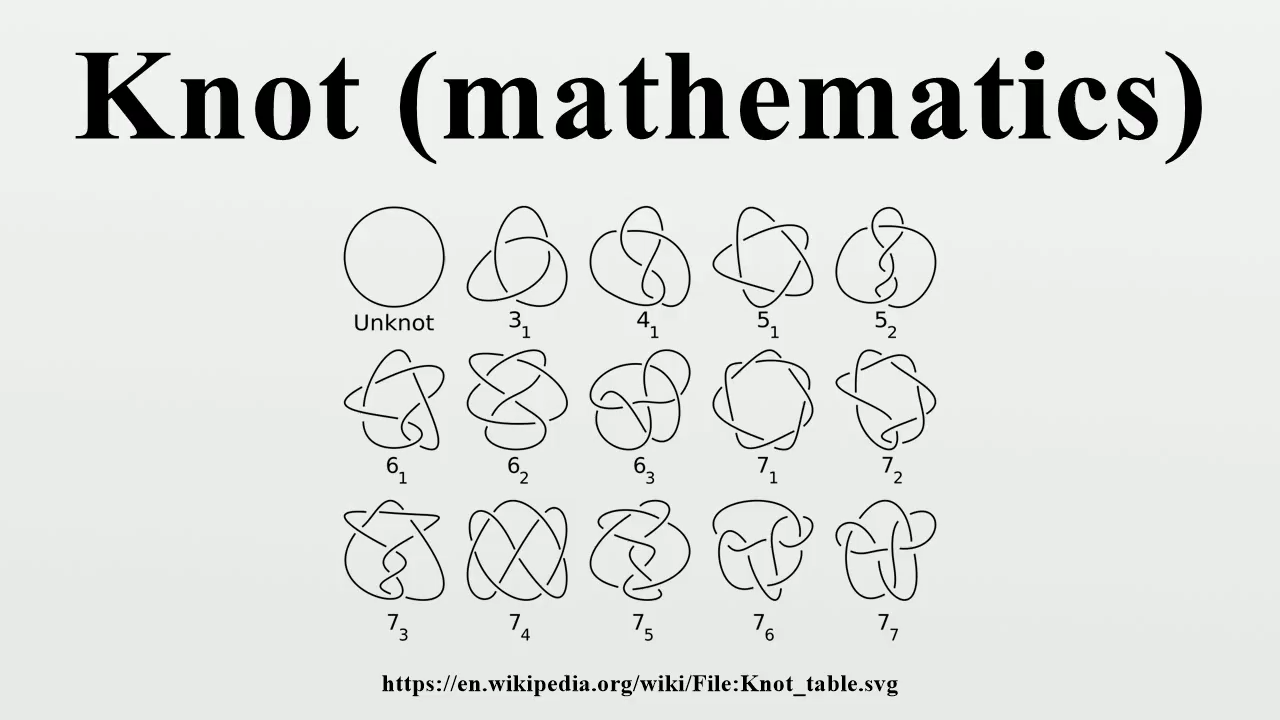 Knot (mathematics)
Unknot 3₁ 4₁ 5₁ 5₂
6₁ 6₂ 6₃ 7₁ 7₂
7₃ 7₄ 7₅ 7₆ 7₇
https://en.wikipedia.org/wiki/File:Knot_table.svg